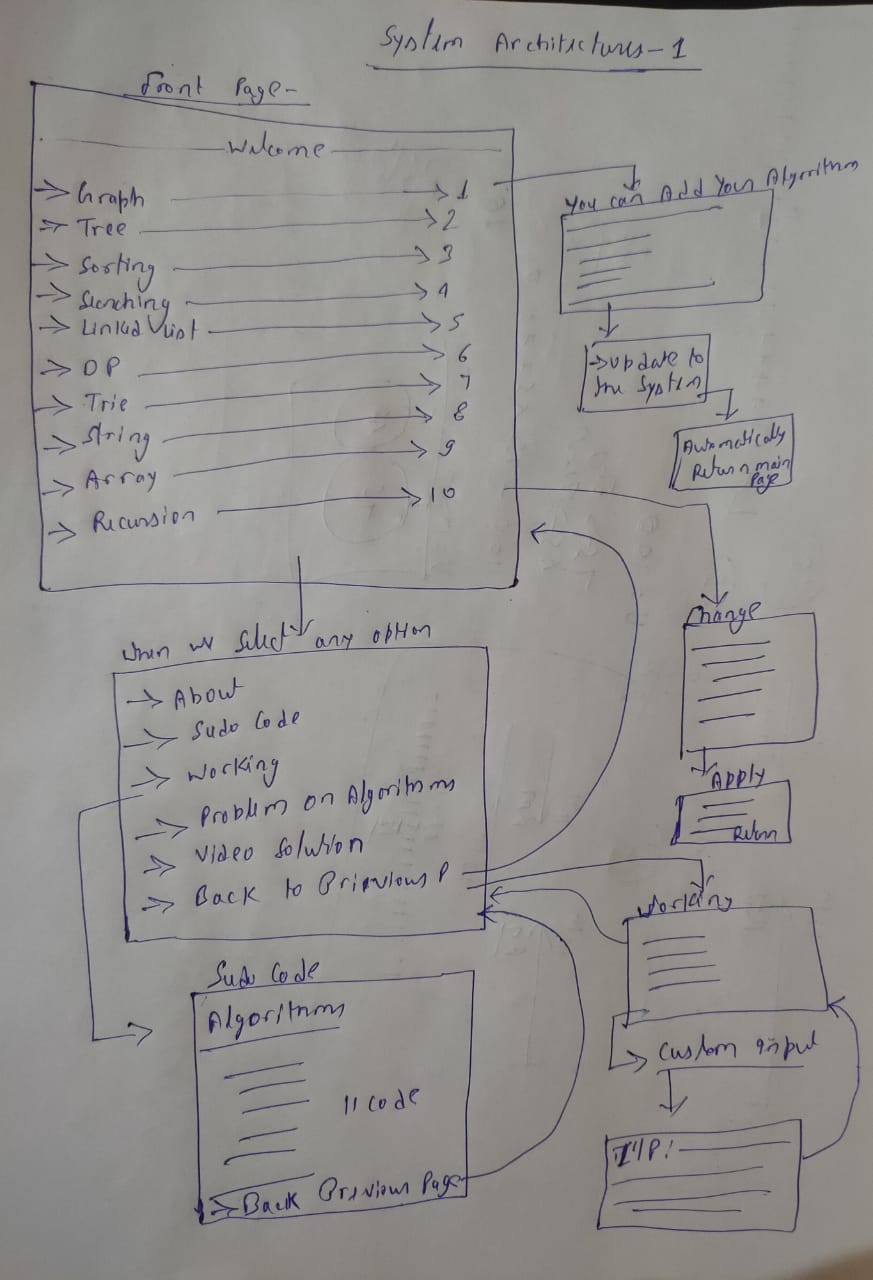 System Architectures-1
Front Page-
Welcome
Graph 1
Tree 2
Sorting 3
Searching 4
Linked list 5
DP 6
Trie 7
String 8
Array 9
Recursion 10
You can Add Your Algorithm
Update to
the System
Automatically
Return main
Page
Change
Apply
Return
When we Select any option
About
Sudo Code
Working
Problem on Algorithms
Video Solution
Back to Previous P
Working
Custom input
I/P:
Sudo Code
Algorithms
11 code
Back Previous Page